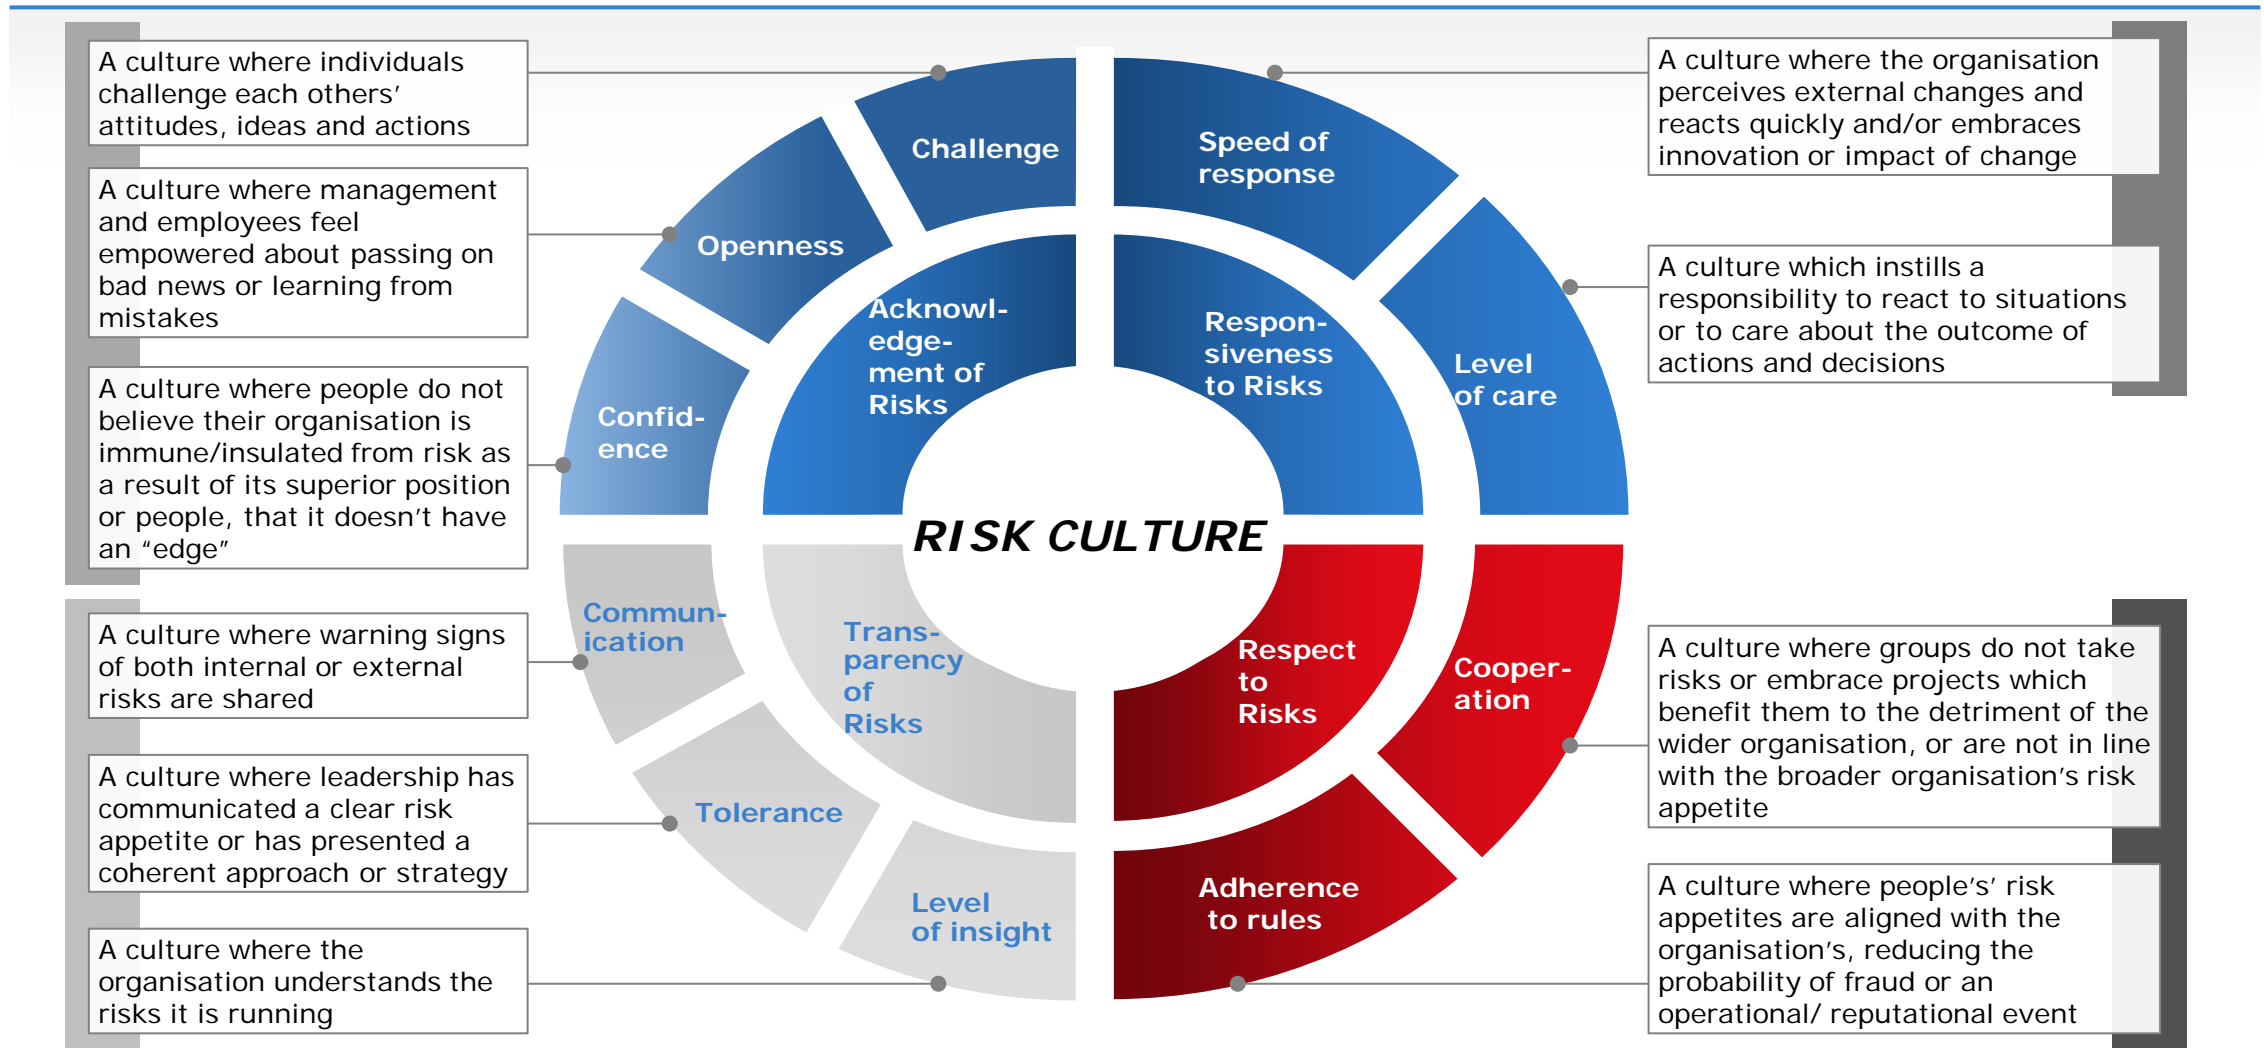 A culture where individuals
challenge each others’
attitudes, ideas and actions
A culture where management
and employees feel
empowered about passing on
bad news or learning from
mistakes
A culture where people do not
believe their organisation is
immune/insulated from risk as
a result of its superior position
or people, that it doesn’t have
an “edge”
A culture where warning signs
of both internal or external
risks are shared
A culture where leadership has
communicated a clear risk
appetite or has presented a
coherent approach or strategy
A culture where the
organisation understands the
risks it is running
Challenge
Openness
Confid-
ence
Acknowl-
edge-
ment of
Risks
Commun-
ication
Tolerance
Level
of insight
Trans-
parency
of
Risks
RISK CULTURE
Speed of
response
Level
of care
Respon-
siveness
to Risks
Respect
to
Risks
Cooper-
ation
Adherence
to rules
A culture where the organisation
perceives external changes and
reacts quickly and/or embraces
innovation or impact of change
A culture which instills a
responsibility to react to situations
or to care about the outcome of
actions and decisions
A culture where groups do not take
risks or embrace projects which
benefit them to the detriment of the
wider organisation, or are not in line
with the broader organisation’s risk
appetite
A culture where people’s’ risk
appetites are aligned with the
organisation’s, reducing the
probability of fraud or an
operational/ reputational event